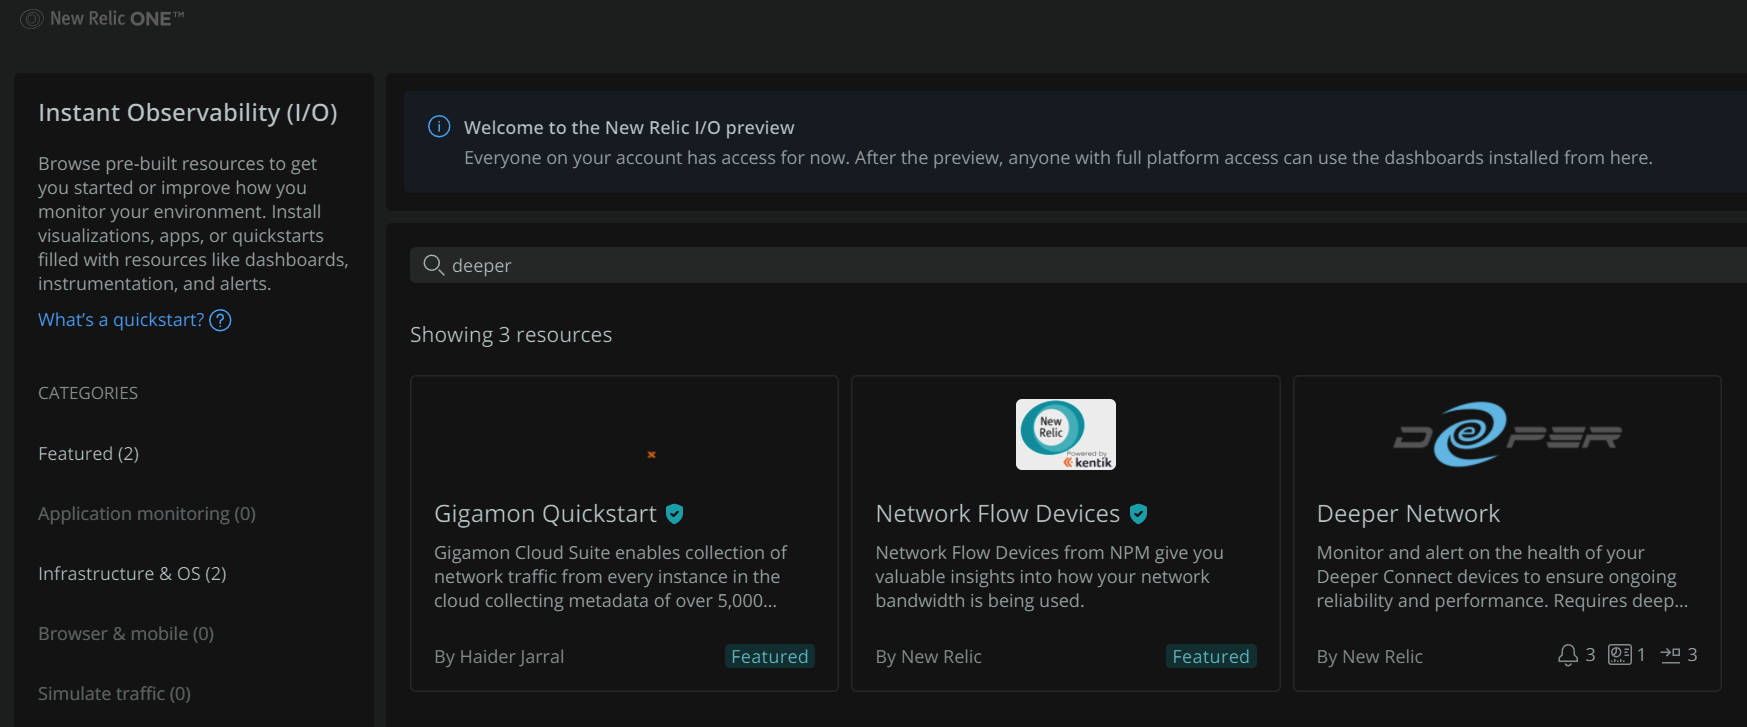 New Relic ONE™
Instant Observability (I/O)
Browse pre-built resources to get
you started or improve how you
monitor your environment. Install
visualizations, apps, or quickstarts
filled with resources like dashboards,
instrumentation, and alerts.
What's a quickstart?
CATEGORIES
Featured (2)
Application monitoring (0)
Infrastructure & OS (2)
Browser & mobile (0)
Simulate traffic (0)
Welcome to the New Relic I/O preview
Everyone on your account has access for now. After the preview, anyone with full platform access can use the dashboards installed from here.
deeper
Showing 3 resources
Gigamon Quickstart
Gigamon Cloud Suite enables collection of
network traffic from every instance in the
cloud collecting metadata of over 5,000...
By Haider Jarral
Featured
New
Relic
Powered by
kentik
Network Flow Devices
Network Flow Devices from NPM give you
valuable insights into how your network
bandwidth is being used.
By New Relic
Featured
DEEPER
Deeper Network
Monitor and alert on the health of your
Deeper Connect devices to ensure ongoing
reliability and performance. Requires deep...
By New Relic
3 1 3